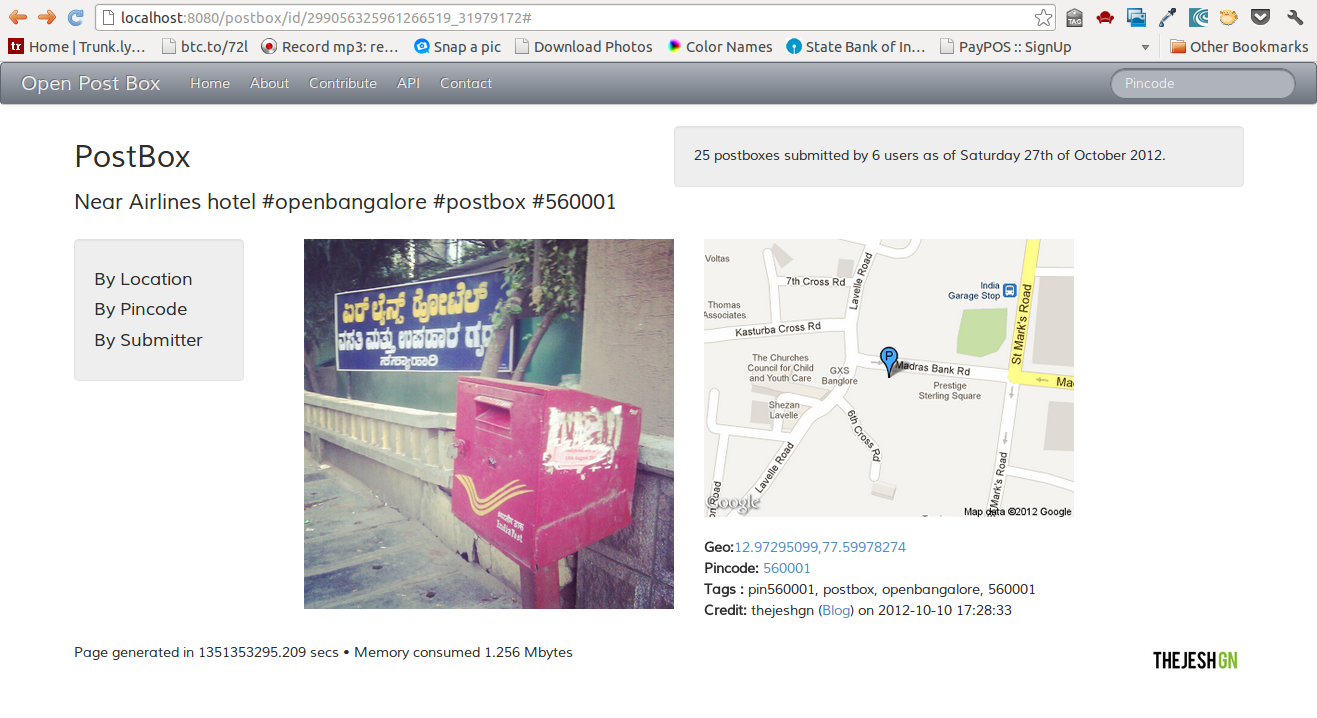 localhost:8080/postbox/id/299056325961266519_31979172#
TAG
tr Home | Trunk.ly... btc.to/72l Record mp3: re... Snap a pic Download Photos Color Names State Bank of In... PayPOS :: SignUp Other Bookmarks
Open Post Box Home About Contribute API Contact Pincode
PostBox
25 postboxes submitted by 6 users as of Saturday 27th of October 2012.
Near Airlines hotel #openbangalore #postbox #560001
By Location
By Pincode
By Submitter
ಏರ್ ಲೈನ್ಸ್ ಹೋಟೆಲ್
ವಸತಿ ಮತ್ತು ಉಪಹಾರ ಗೃಹ
ಸಸ್ಯಾಹಾರಿ
भारतीय डाक
India Post
Voltas
7th Cross Rd
Lavelle Road
India
Garage Stop
St Mark's Road
Thomas
Associates
Kasturba Cross Rd
The Churches
Council for Child
and Youth Care
GXS
Banglore
P
Madras Bank Rd
Ma
Prestige
Sterling Square
Shezan
Lavelle
6th Cross Rd
Lavelle Road
on Road
St Mark's Road
Google
Map data ©2012 Google
Geo:12.97295099,77.59978274
Pincode: 560001
Tags : pin560001, postbox, openbangalore, 560001
Credit: thejeshgn (Blog) on 2012-10-10 17:28:33
Page generated in 1351353295.209 secs • Memory consumed 1.256 Mbytes
THEJESH GN